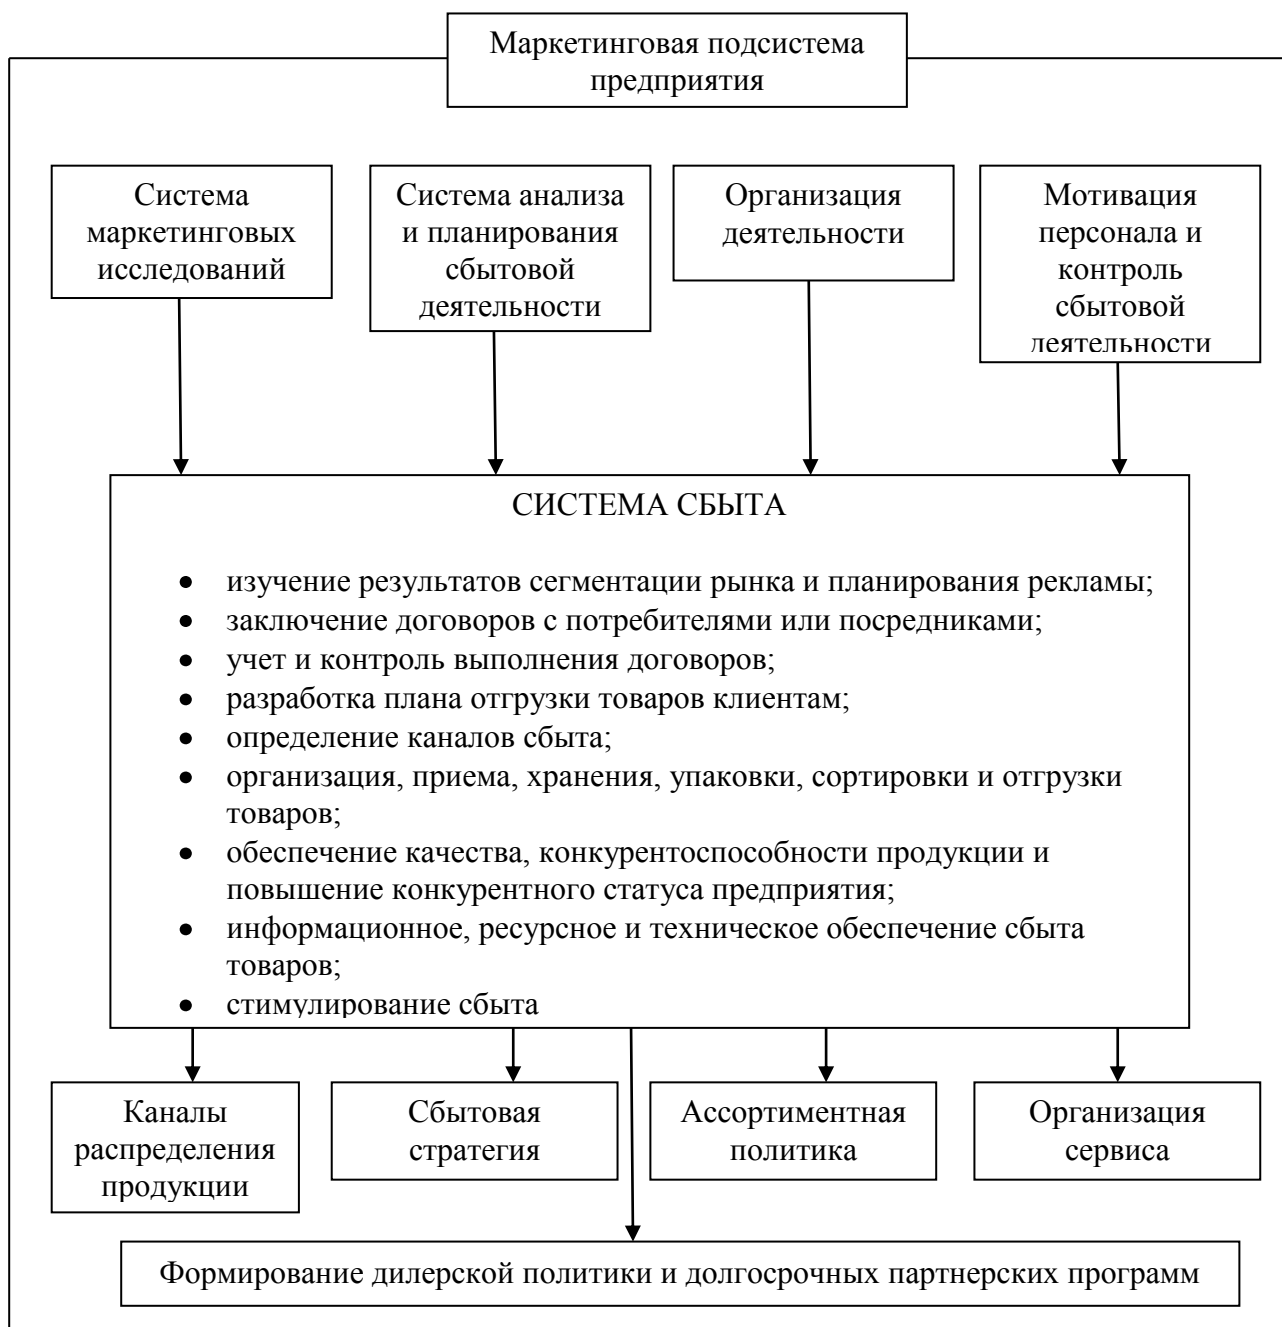 Маркетинговая подсистема
предприятия
Система
маркетинговых
исследований
Система анализа
и планирования
сбытовой
деятельности
Организация
деятельности
Мотивация
персонала и
контроль
сбытовой
деятельности
СИСТЕМА СБЫТА
• изучение результатов сегментации рынка и планирования рекламы;
• заключение договоров с потребителями или посредниками;
• учет и контроль выполнения договоров;
• разработка плана отгрузки товаров клиентам;
• определение каналов сбыта;
• организация, приема, хранения, упаковки, сортировки и отгрузки
товаров;
• обеспечение качества, конкурентоспособности продукции и
повышение конкурентного статуса предприятия;
• информационное, ресурсное и техническое обеспечение сбыта
товаров;
• стимулирование сбыта
Каналы
распределения
продукции
Сбытовая
стратегия
Ассортиментная
политика
Организация
сервиса
Формирование дилерской политики и долгосрочных партнерских программ